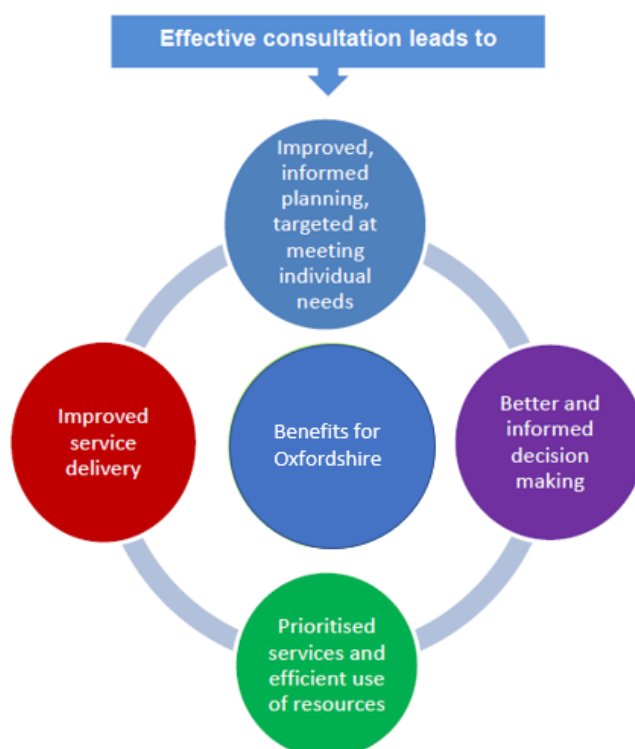 Effective consultation leads to
Improved,
informed
planning,
targeted at
meeting
individual
needs
Improved
service
delivery
Benefits for
Oxfordshire
Better and
informed
decision
making
Prioritised
services and
efficient use
of resources